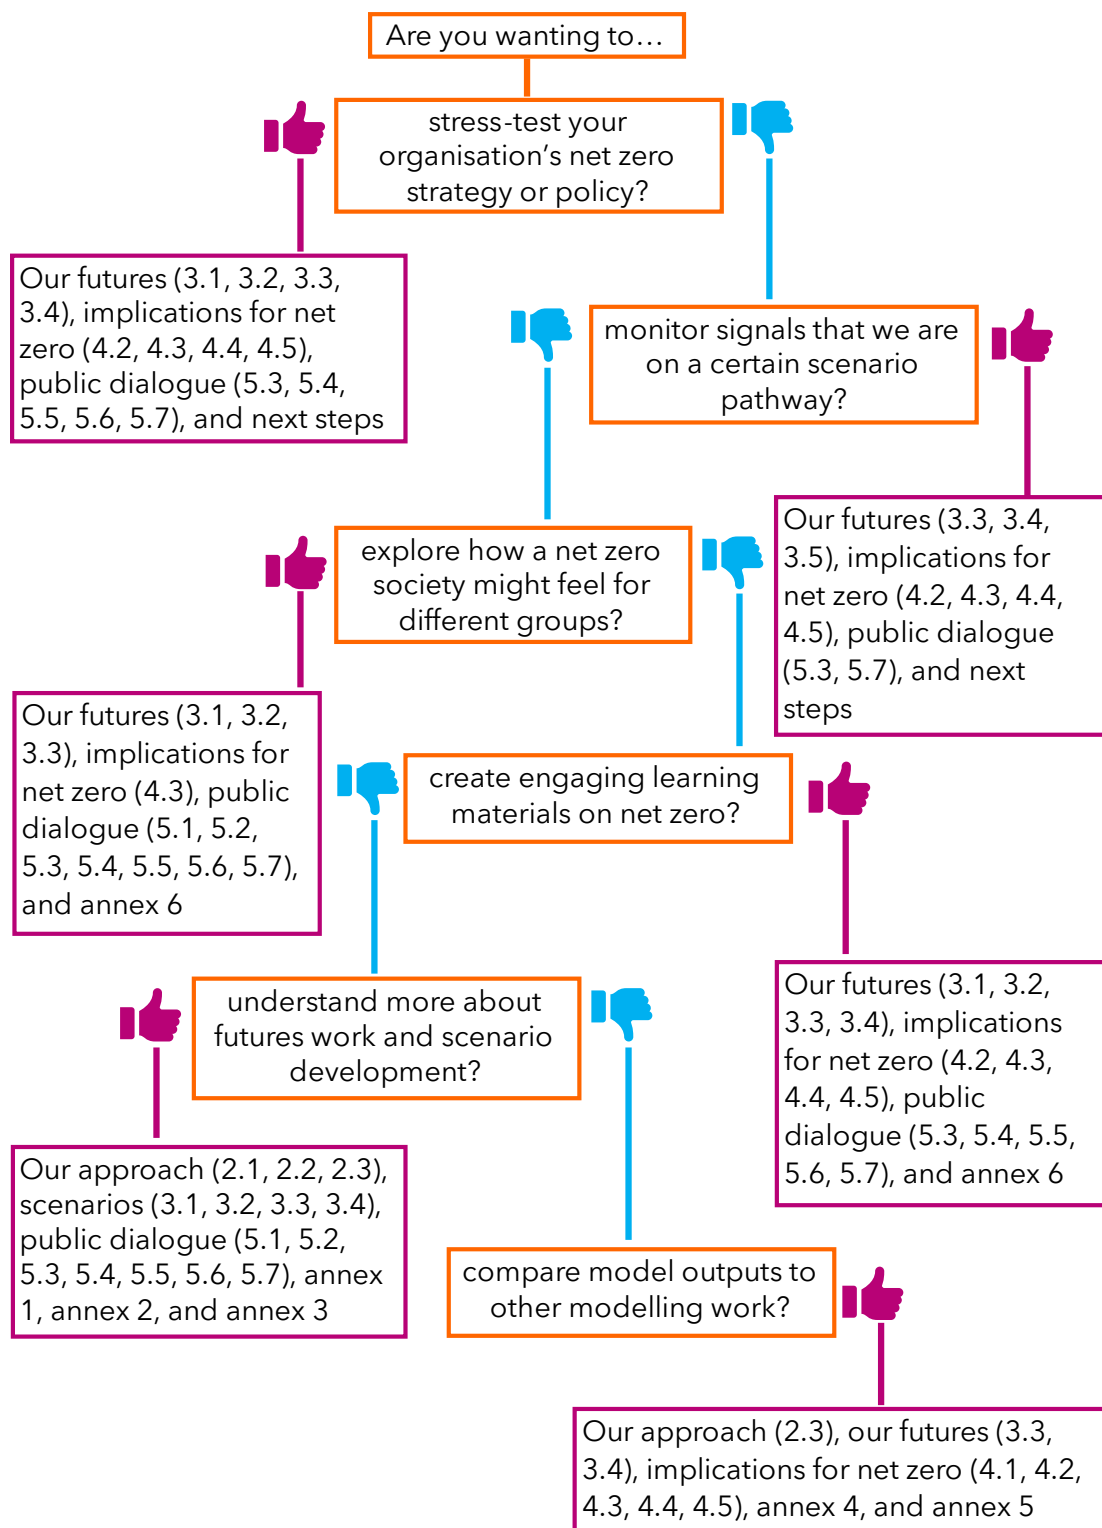 Are you wanting to…
stress-test your
organisation’s net zero
strategy or policy?
Our futures (3.1, 3.2, 3.3,
3.4), implications for net
zero (4.2, 4.3, 4.4, 4.5),
public dialogue (5.3, 5.4,
5.5, 5.6, 5.7), and next steps
monitor signals that we are
on a certain scenario
pathway?
Our futures (3.3, 3.4,
3.5), implications for
net zero (4.2, 4.3, 4.4,
4.5), public dialogue
(5.3, 5.7), and next
steps
explore how a net zero
society might feel for
different groups?
Our futures (3.1, 3.2,
3.3), implications for
net zero (4.3), public
dialogue (5.1, 5.2,
5.3, 5.4, 5.5, 5.6, 5.7),
and annex 6
create engaging learning
materials on net zero?
Our futures (3.1, 3.2,
3.3, 3.4), implications
for net zero (4.2, 4.3,
4.4, 4.5), public
dialogue (5.3, 5.4, 5.5,
5.6, 5.7), and annex 6
understand more about
futures work and scenario
development?
Our approach (2.1, 2.2, 2.3),
scenarios (3.1, 3.2, 3.3, 3.4),
public dialogue (5.1, 5.2,
5.3, 5.4, 5.5, 5.6, 5.7), annex
1, annex 2, and annex 3
compare model outputs to
other modelling work?
Our approach (2.3), our futures (3.3,
3.4), implications for net zero (4.1, 4.2,
4.3, 4.4, 4.5), annex 4, and annex 5